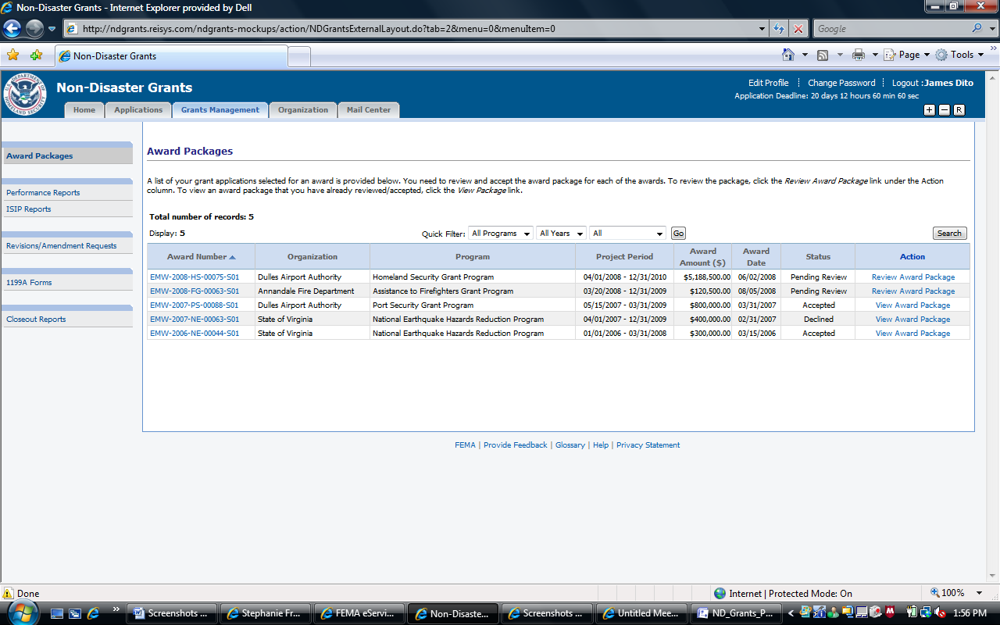 Non-Disaster Grants - Internet Explorer provided by Dell
http://ndgrants.reisys.com/ndgrants-mockups/action/NDGrantsExternalLayout.do?tab=2&menu=0&menuItem=0
Google
Non-Disaster Grants
Page Tools »
Non-Disaster Grants
Edit Profile Change Password Logout :James Dito
Application Deadline: 20 days 12 hours 60 min 60 sec
Home Applications Grants Management Organization Mail Center
+ − R
Award Packages
Performance Reports
ISIP Reports
Revisions/Amendment Requests
1199A Forms
Closeout Reports
Award Packages
A list of your grant applications selected for an award is provided below. You need to review and accept the award package for each of the awards. To review the package, click the Review Award Package link under the Action
column. To view an award package that you have already reviewed/accepted, click the View Package link.
Total number of records: 5
Display: 5 Quick Filter: All Programs All Years All Go Search
Award Number Organization Program Project Period Award Amount ($) Award Date Status Action
EMW-2008-HS-00075-S01 Dulles Airport Authority Homeland Security Grant Program 04/01/2008 - 12/31/2010 $5,188,500.00 06/02/2008 Pending Review Review Award Package
EMW-2008-FG-00063-S01 Annandale Fire Department Assistance to Firefighters Grant Program 03/20/2008 - 12/31/2009 $120,500.00 08/05/2008 Pending Review Review Award Package
EMW-2007-PS-00088-S01 Dulles Airport Authority Port Security Grant Program 05/15/2007 - 03/31/2009 $800,000.00 03/31/2007 Accepted View Award Package
EMW-2007-NE-00063-S01 State of Virginia National Earthquake Hazards Reduction Program 04/01/2007 - 12/31/2009 $400,000.00 02/31/2007 Declined View Award Package
EMW-2006-NE-00044-S01 State of Virginia National Earthquake Hazards Reduction Program 01/01/2006 - 03/31/2008 $300,000.00 03/15/2006 Accepted View Award Package
FEMA | Provide Feedback | Glossary | Help | Privacy Statement
Done Internet | Protected Mode: On 100%
» Screenshots ... Stephanie Fr... FEMA eServi... Non-Disaste... Screenshots ... Untitled Mee... ND_Grants_P... < 1:56 PM